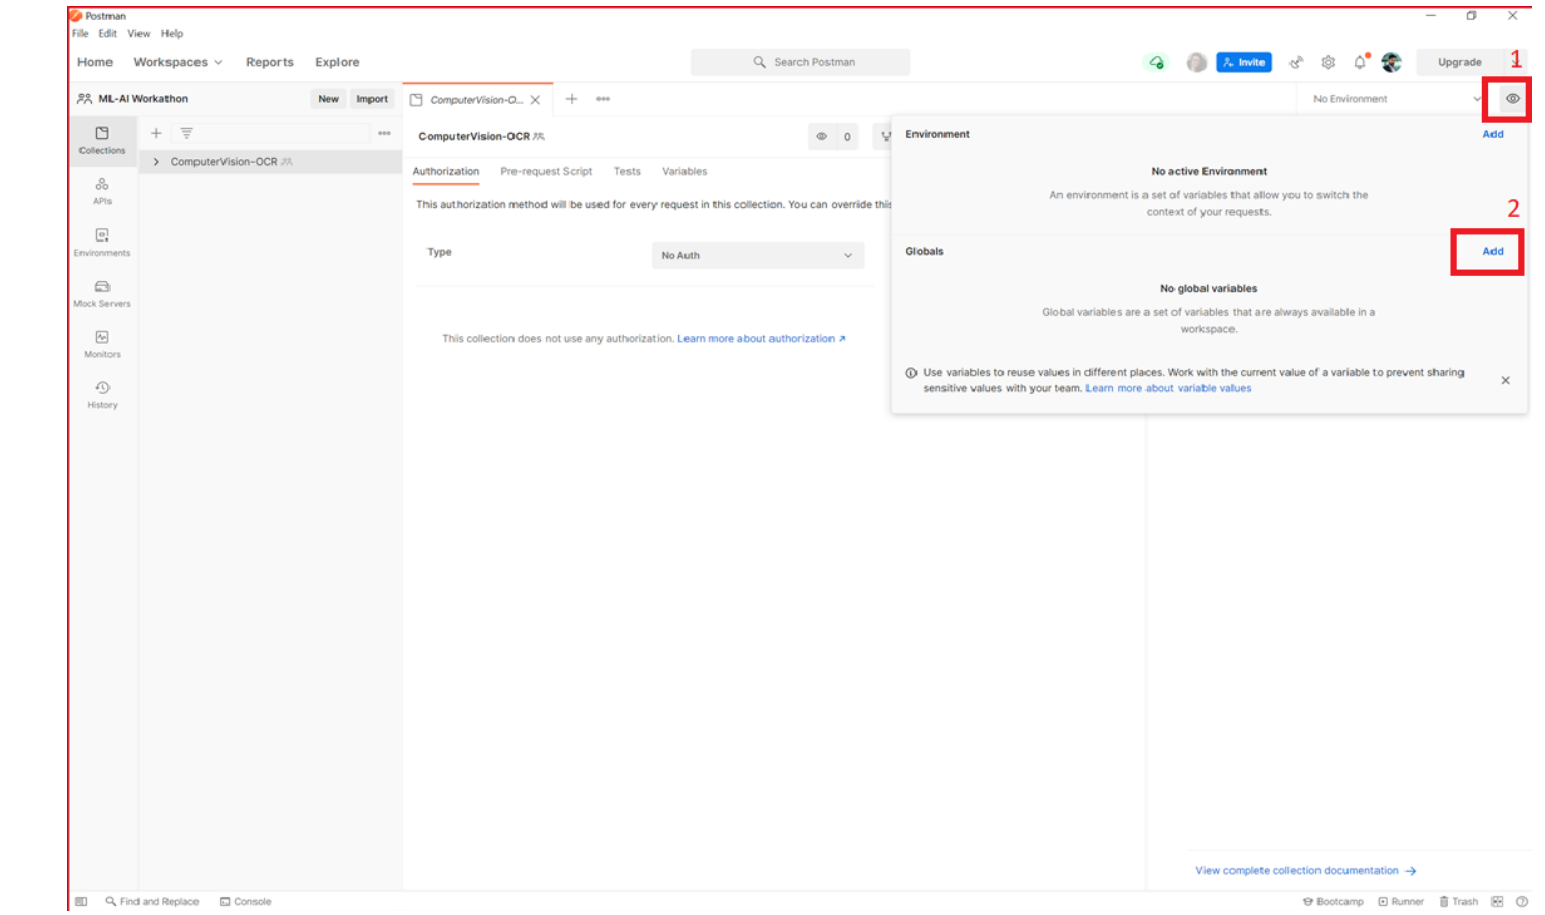 Postman
File Edit View Help
Home Workspaces Reports Explore
Search Postman
Invite
Upgrade
1
ML-AI Workathon
New Import
ComputerVision-O...
No Environment
Collections
ComputerVision-OCR
0
Environment
Add
ComputerVision-OCR
Authorization Pre-request Script Tests Variables
No active Environment
This authorization method will be used for every request in this collection. You can override this
An environment is a set of variables that allow you to switch the
context of your requests.
2
APIs
Environments
Type
No Auth
Globals
Add
Mock Servers
No global variables
Global variables are a set of variables that are always available in a
workspace.
This collection does not use any authorization. Learn more about authorization
Monitors
Use variables to reuse values in different places. Work with the current value of a variable to prevent sharing
sensitive values with your team. Learn more about variable values
History
View complete collection documentation
Find and Replace Console
Bootcamp Runner Trash